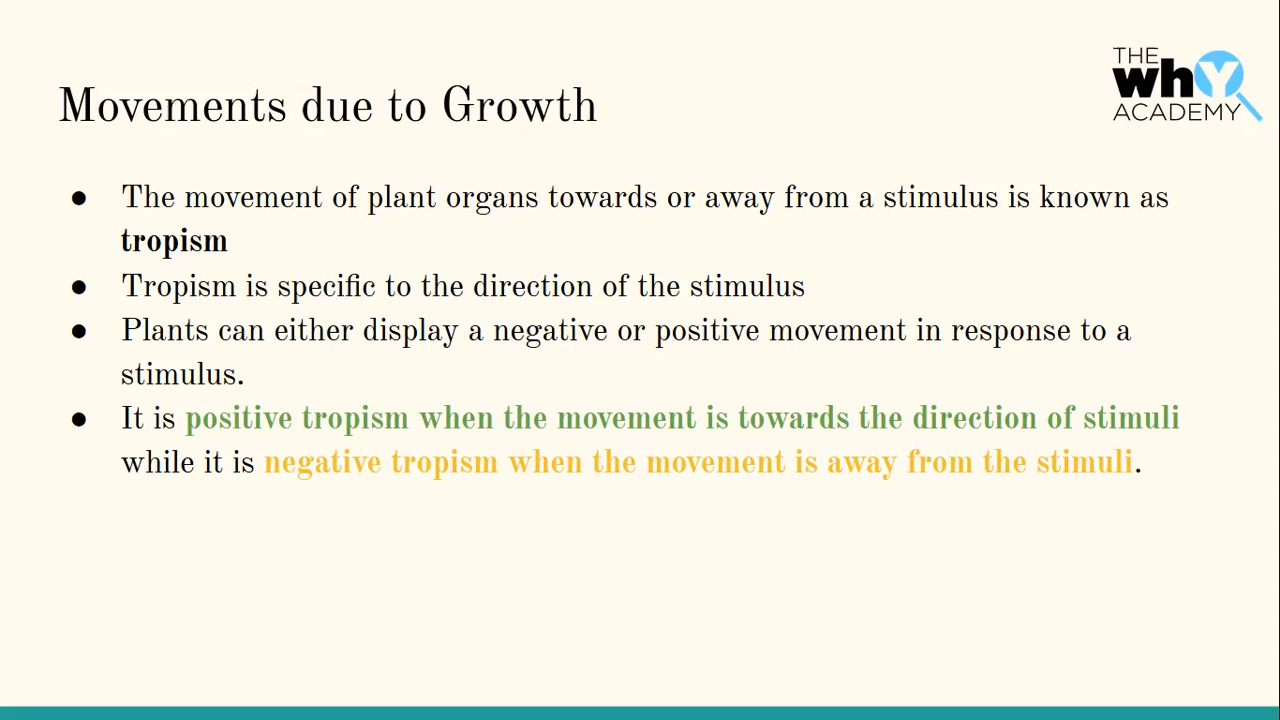 THE
whY
ACADEMY
Movements due to Growth
● The movement of plant organs towards or away from a stimulus is known as
tropism
● Tropism is specific to the direction of the stimulus
● Plants can either display a negative or positive movement in response to a
stimulus.
● It is positive tropism when the movement is towards the direction of stimuli
while it is negative tropism when the movement is away from the stimuli.